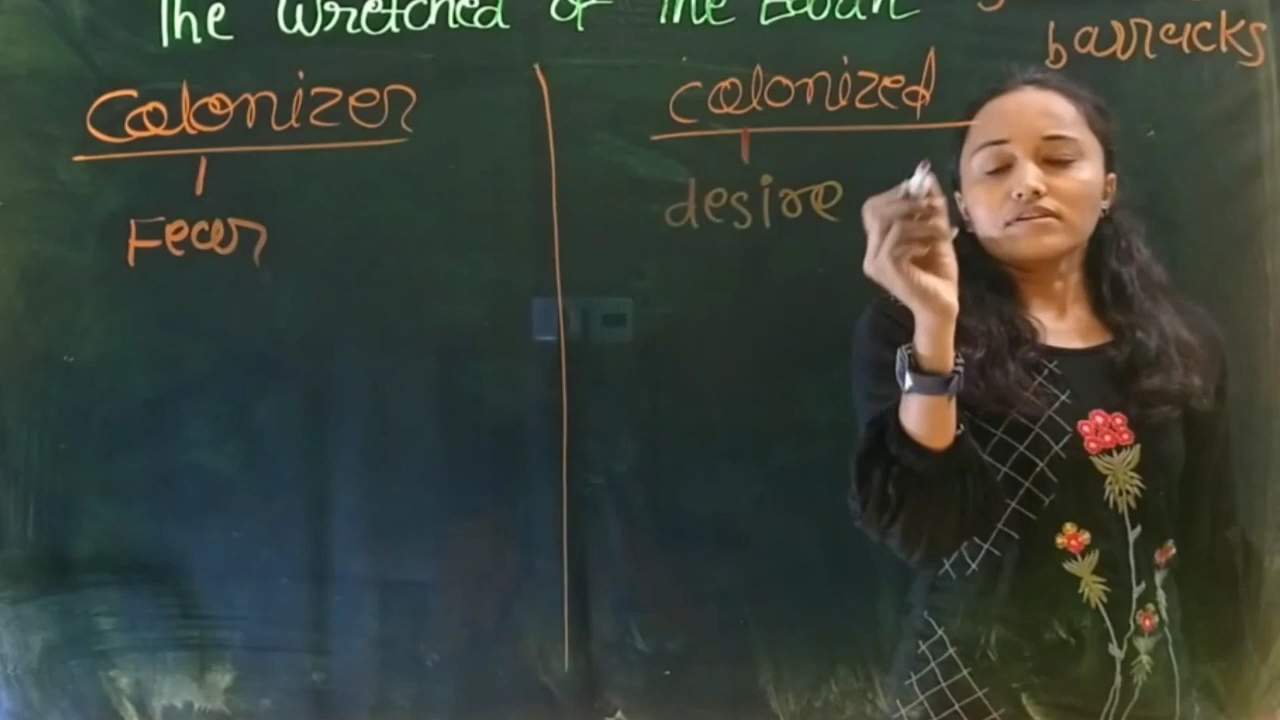 The Wretched of The Earth
barracks
Colonizer
colonized
Fear
desire